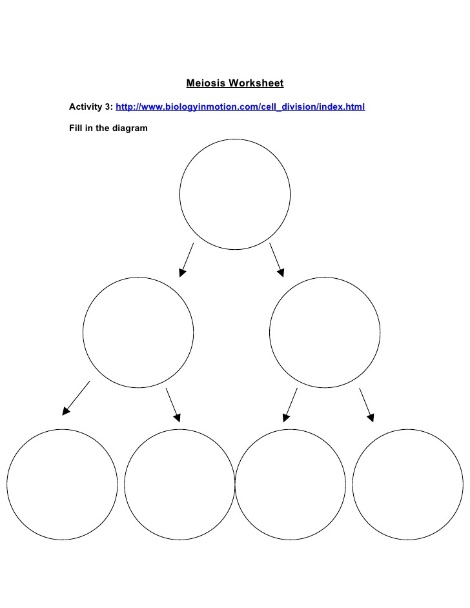 Meiosis Worksheet
Activity 3: http://www.biologyinmotion.com/cell_division/index.html
Fill in the diagram